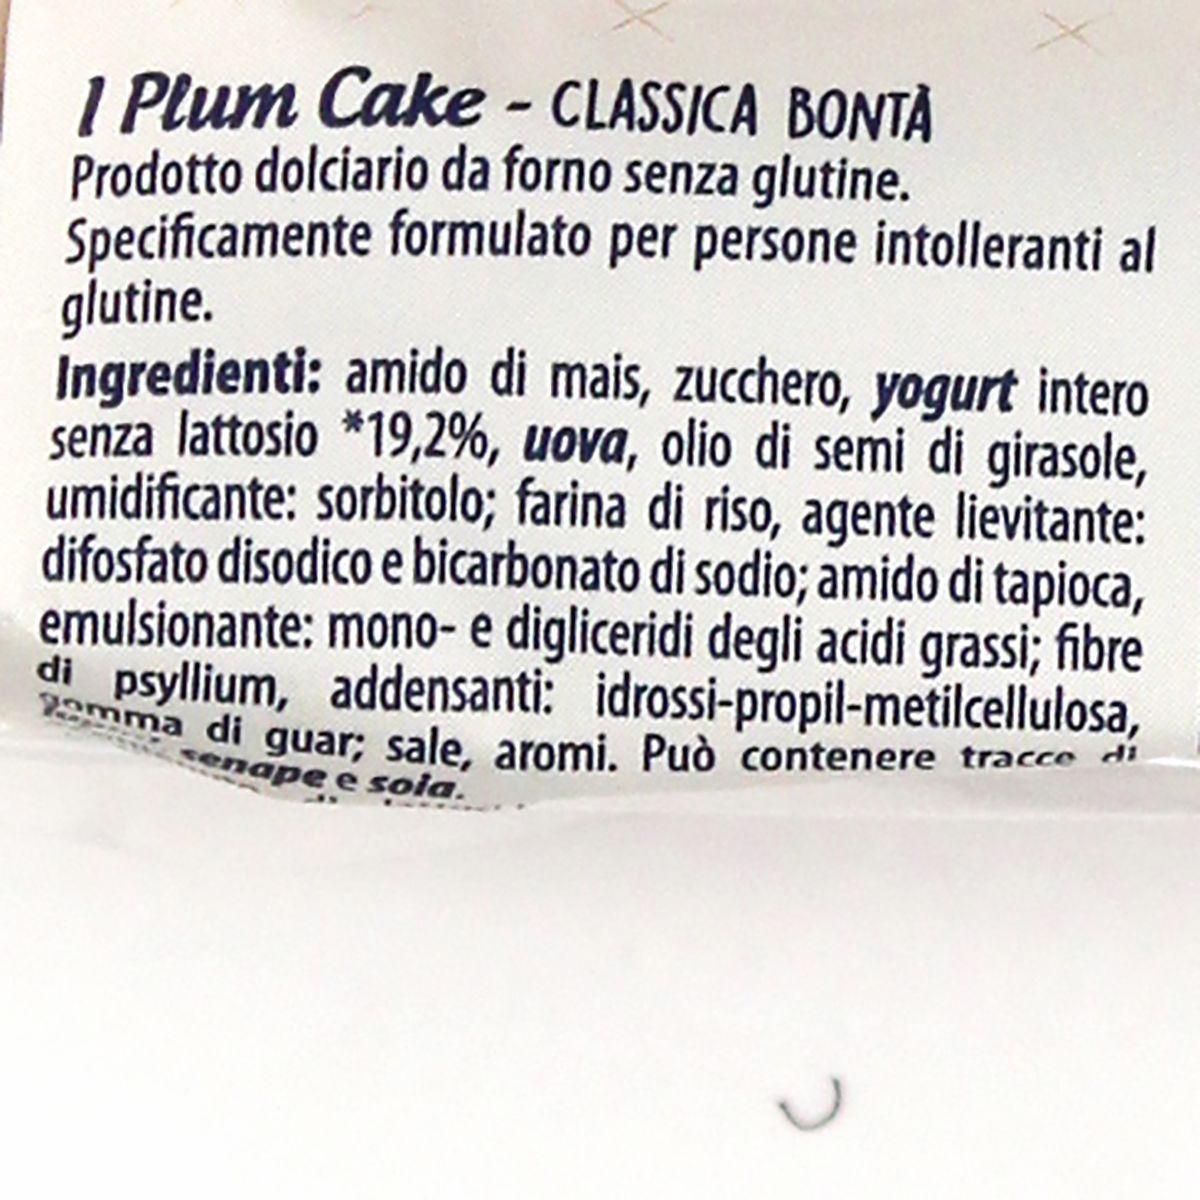 I Plum Cake - CLASSICA BONTÀ
Prodotto dolciario da forno senza glutine.
Specificamente formulato per persone intolleranti al
glutine.
Ingredienti: amido di mais, zucchero, yogurt intero
senza lattosio *19,2%, uova, olio di semi di girasole,
umidificante: sorbitolo; farina di riso, agente lievitante:
difosfato disodico e bicarbonato di sodio; amido di tapioca,
emulsionante: mono- e digliceridi degli acidi grassi; fibre
di psyllium, addensanti: idrossi-propil-metilcellulosa,
gomma di guar; sale, aromi. Può contenere tracce di
senape e soia.